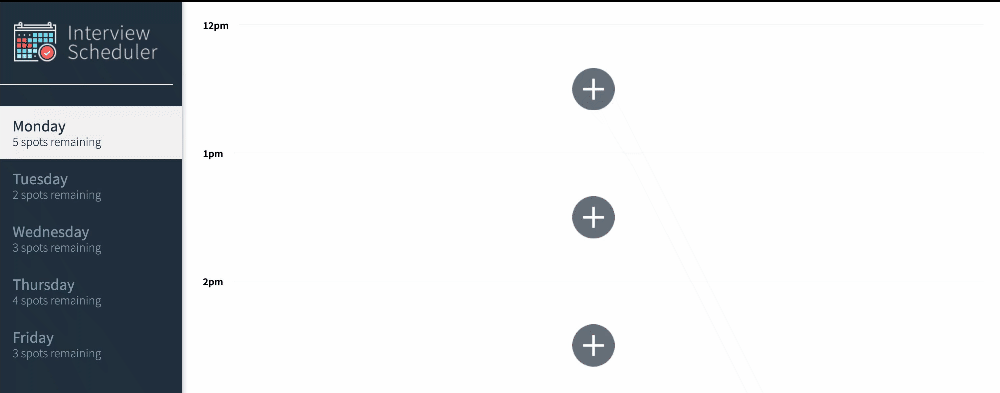 Interview
Scheduler
Monday
5 spots remaining
Tuesday
2 spots remaining
Wednesday
3 spots remaining
Thursday
4 spots remaining
Friday
3 spots remaining
12pm
1pm
2pm